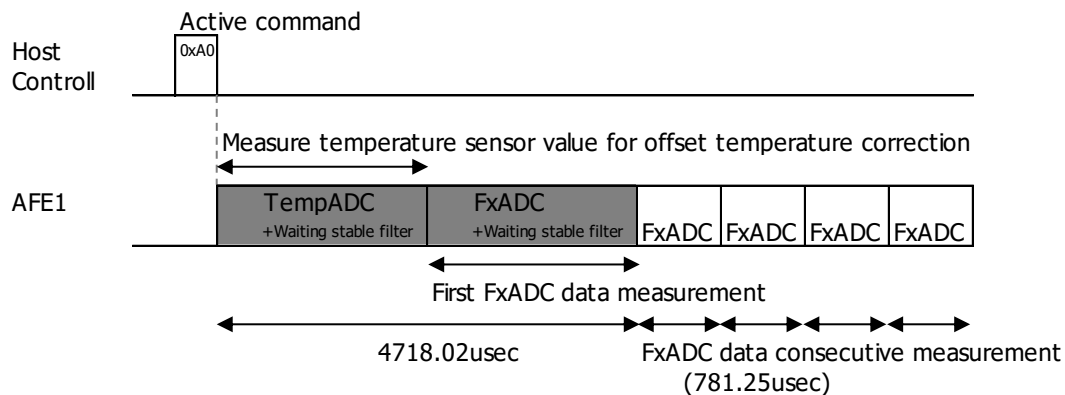 Active command
Host
Controll
0xA0
Measure temperature sensor value for offset temperature correction
AFE1
TempADC
+Waiting stable filter
FxADC
+Waiting stable filter
FxADC
FxADC
FxADC
FxADC
First FxADC data measurement
4718.02usec
FxADC data consecutive measurement
(781.25usec)